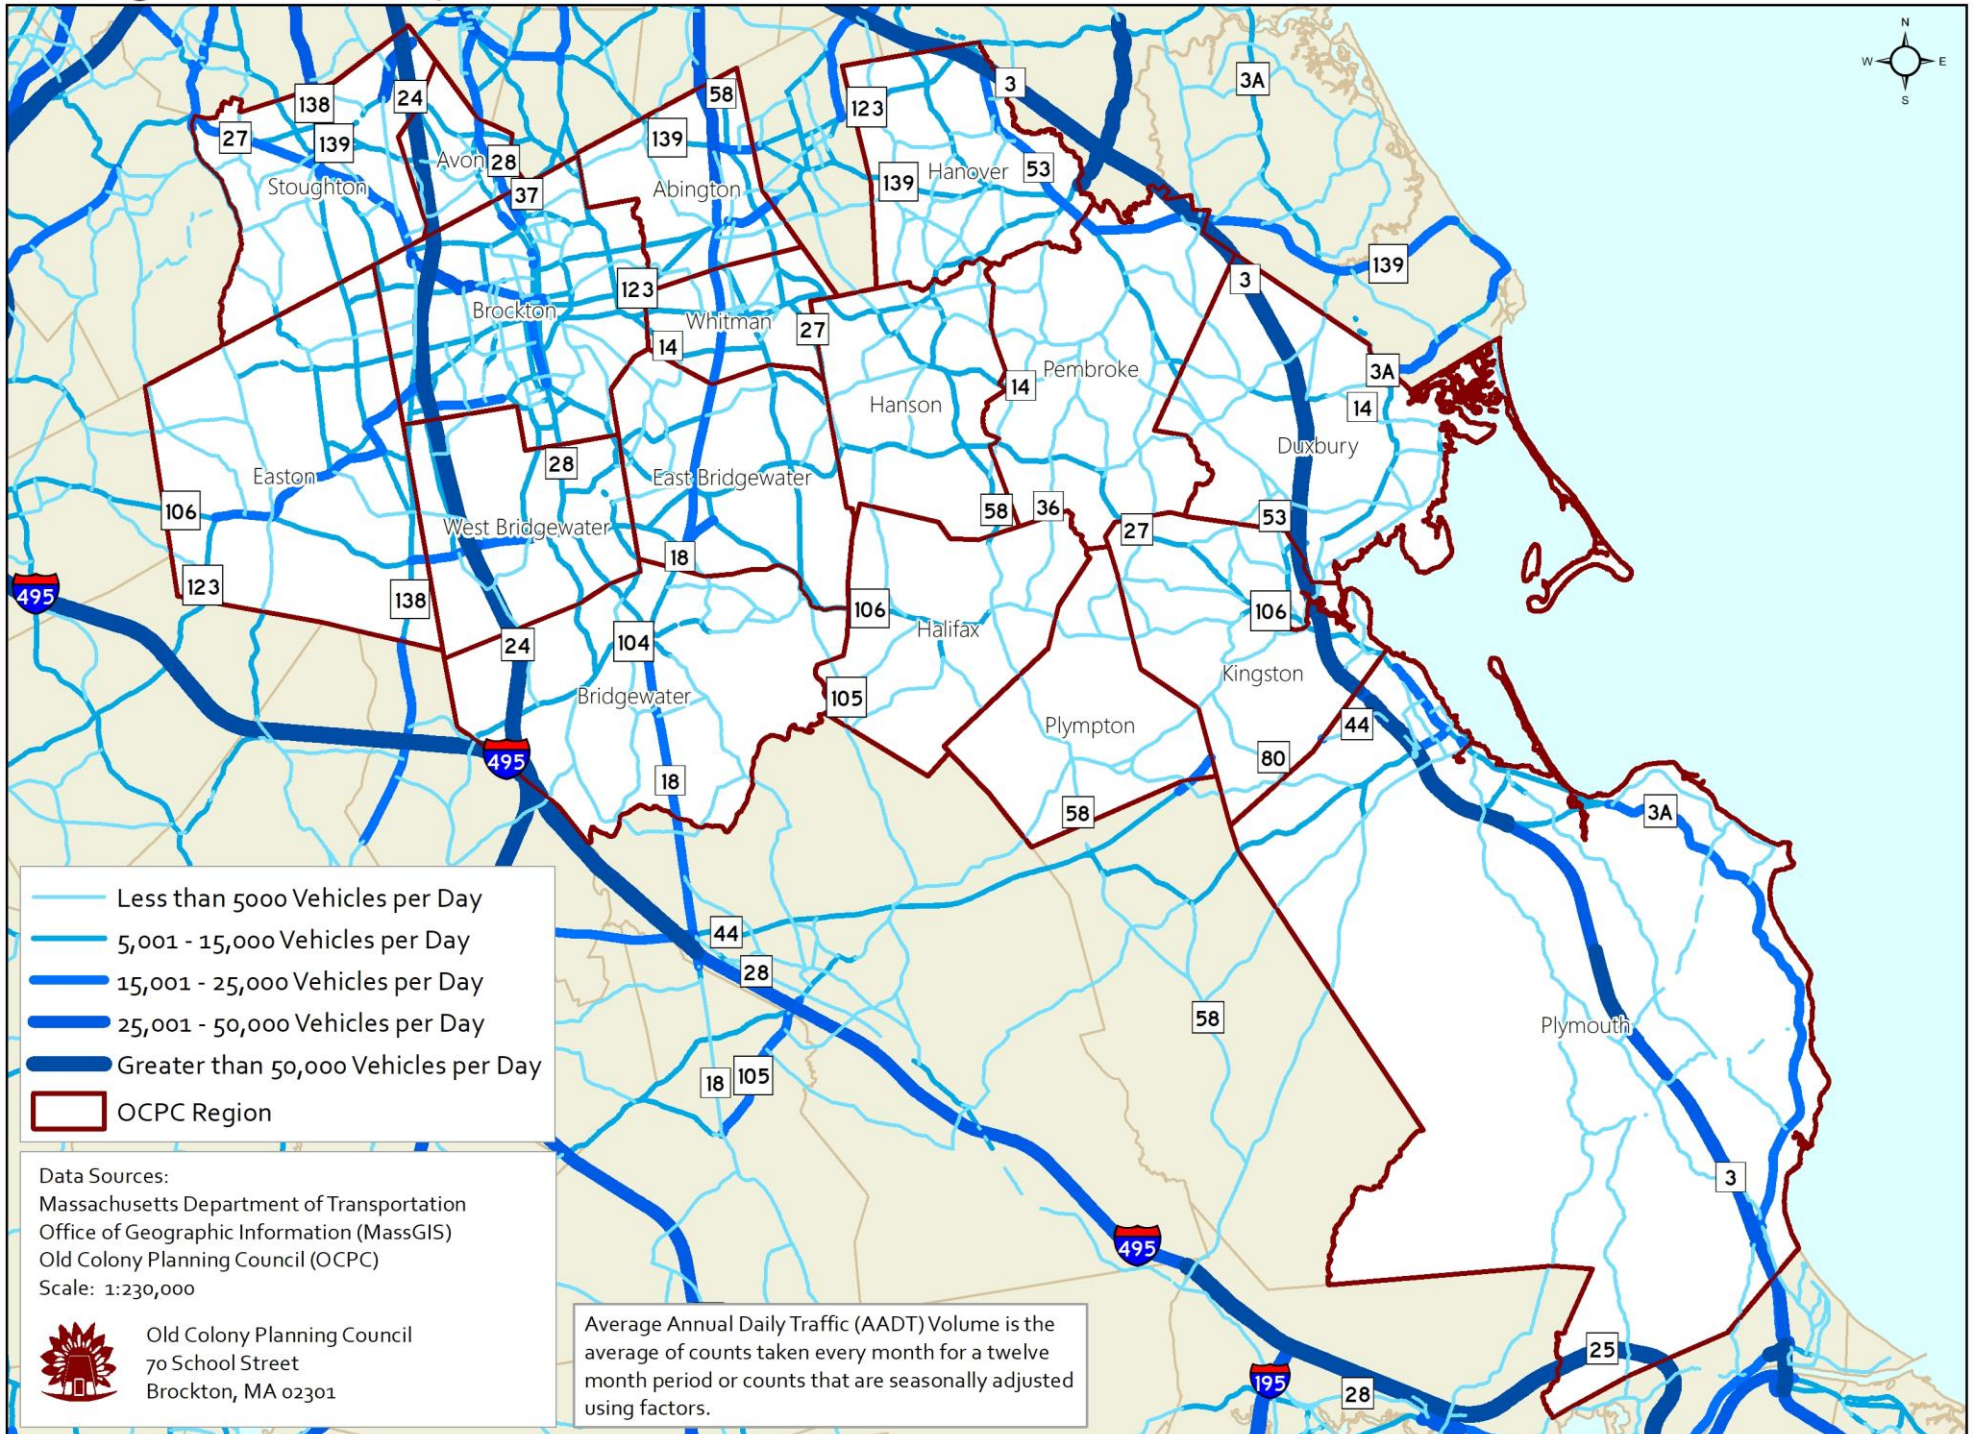 N
W
E
S
3
3A
138
24
58
123
27
139
139
28
Avon
53
Hanover
139
Stoughton
37
Abington
139
3
123
Brockton
Whitman
27
14
Pembroke
3A
14
Hanson
14
Duxbury
28
Easton
East Bridgewater
106
58
36
53
West Bridgewater
27
18
495
123
138
106
106
Halifax
24
104
Kingston
Bridgewater
105
Plympton
44
495
80
18
58
3A
44
28
58
Plymouth
18
105
3
495
25
195
28
Less than 5000 Vehicles per Day
5,001 - 15,000 Vehicles per Day
15,001 - 25,000 Vehicles per Day
25,001 - 50,000 Vehicles per Day
Greater than 50,000 Vehicles per Day
OCPC Region
Data Sources:
Massachusetts Department of Transportation
Office of Geographic Information (MassGIS)
Old Colony Planning Council (OCPC)
Scale: 1:230,000
Old Colony Planning Council
70 School Street
Brockton, MA 02301
Average Annual Daily Traffic (AADT) Volume is the
average of counts taken every month for a twelve
month period or counts that are seasonally adjusted
using factors.